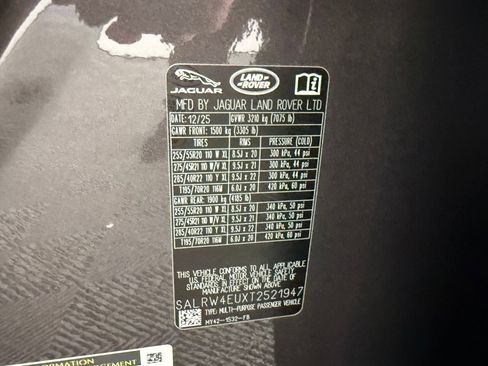 JAGUAR LAND ROVER
MFD BY JAGUAR LAND ROVER LTD
DATE: 12/25 GVWR 3210 kg (7075 lb)
GAWR FRONT: 1500 kg (3305 lb)
TIRES RIMS PRESSURE (COLD)
255/55R20 110 W XL 8.5J x 20 300 kPa, 44 psi
275/45R21 110 W/V XL 9.5J x 21 300 kPa, 44 psi
285/40R22 110 Y XL 9.5J x 22 300 kPa, 44 psi
T195/70R20 116M 6.0J x 20 420 kPa, 60 psi
GAWR REAR: 1900 kg (4185 lb)
255/55R20 110 W XL 8.5J x 20 340 kPa, 50 psi
275/45R21 110 W/V XL 9.5J x 21 340 kPa, 50 psi
285/40R22 110 Y XL 9.5J x 22 340 kPa, 50 psi
T195/70R20 116M 6.0J x 20 420 kPa, 60 psi
THIS VEHICLE CONFORMS TO ALL APPLICABLE
U.S. FEDERAL MOTOR VEHICLE SAFETY
STANDARDS IN EFFECT ON THE DATE OF
MANUFACTURE SHOWN ABOVE
SALRW4EUXT2521947
TYPE: MULTI-PURPOSE PASSENGER VEHICLE
MY42-1532-FB
FORMATION